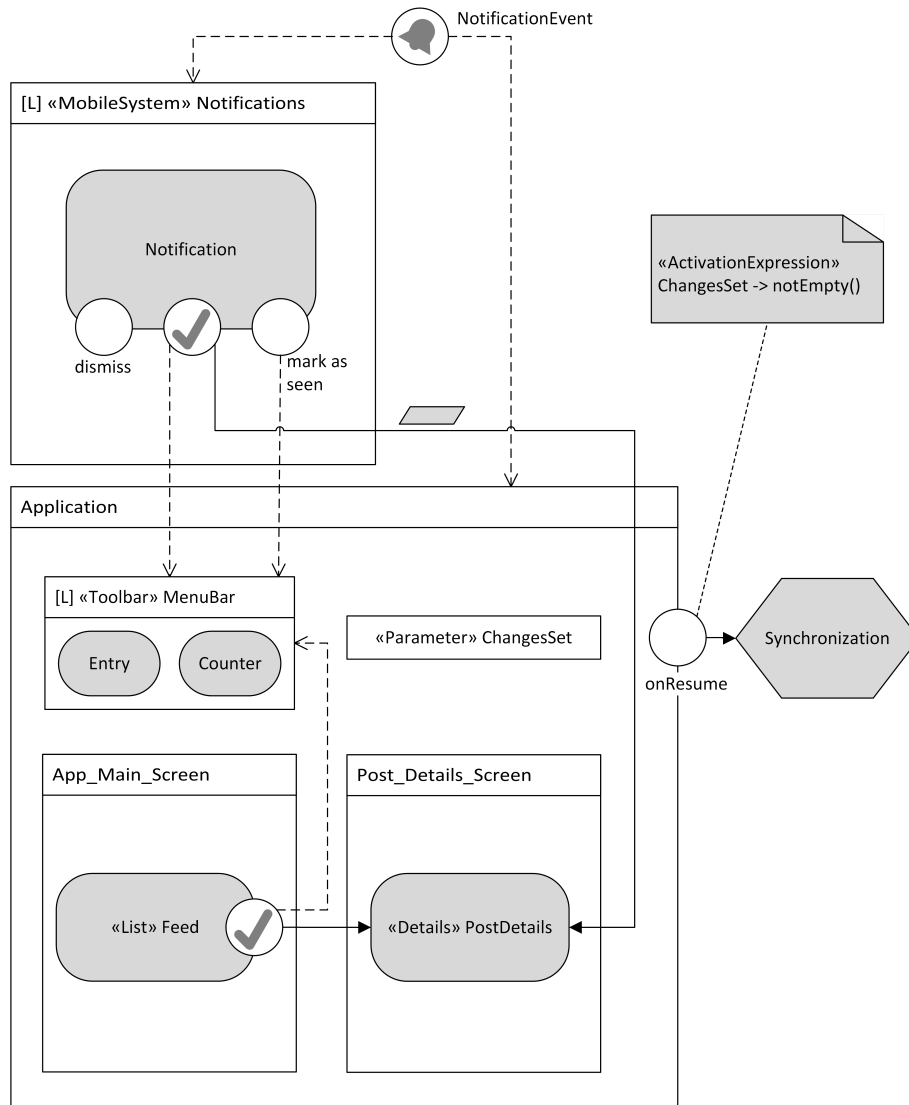 NotificationEvent
[L] «MobileSystem» Notifications
Notification
dismiss
mark as
seen
«ActivationExpression»
ChangesSet -> notEmpty()
Application
[L] «Toolbar» MenuBar
Entry
Counter
«Parameter» ChangesSet
onResume
Synchronization
App_Main_Screen
Post_Details_Screen
«List» Feed
«Details» PostDetails